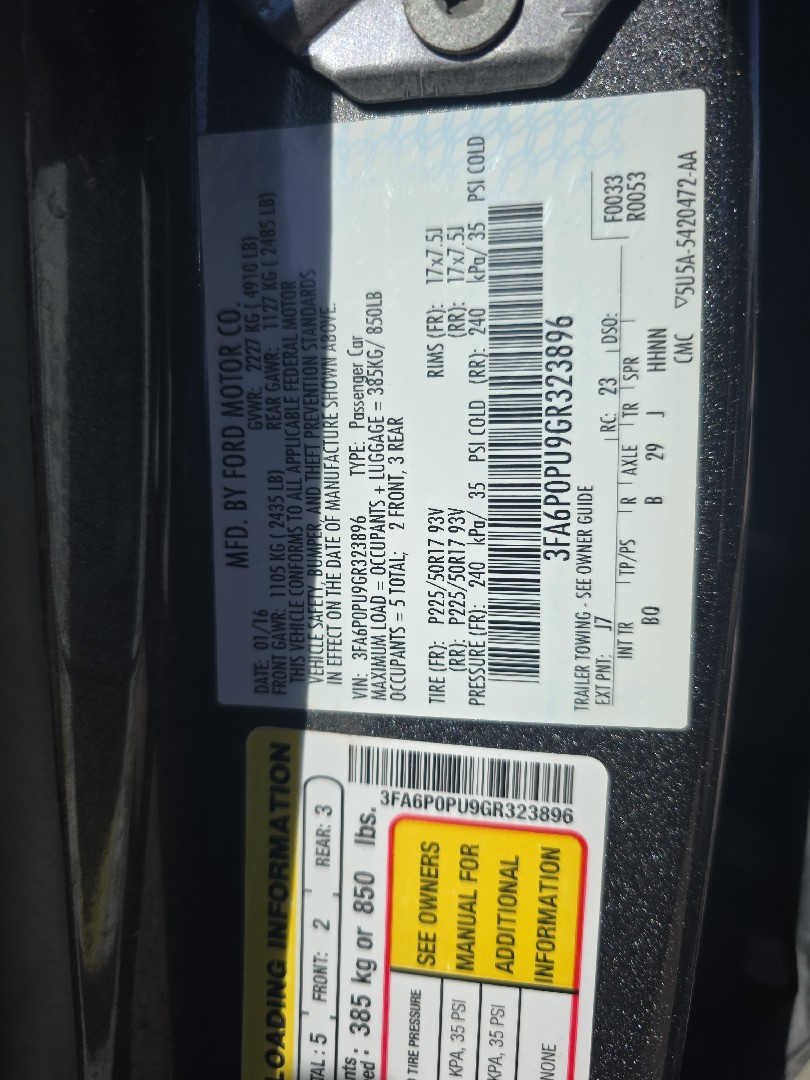 MFD. BY FORD MOTOR CO.
DATE: 01/16 GVWR: 2227 KG ( 4910 LB)
FRONT GAWR: 1105 KG ( 2435 LB) REAR GAWR: 1127 KG ( 2485 LB)
THIS VEHICLE CONFORMS TO ALL APPLICABLE FEDERAL MOTOR
VEHICLE SAFETY, BUMPER, AND THEFT PREVENTION STANDARDS
IN EFFECT ON THE DATE OF MANUFACTURE SHOWN ABOVE.
VIN: 3FA6P0PU9GR323896 TYPE: Passenger Car
MAXIMUM LOAD = OCCUPANTS + LUGGAGE = 385KG/ 850LB
OCCUPANTS = 5 TOTAL; 2 FRONT, 3 REAR
TIRE (FR): P225/50R17 93V RIMS (FR): 17x7.5J
(RR): P225/50R17 93V (RR): 17x7.5J
PRESSURE (FR): 240 kPa/ 35 PSI COLD (RR): 240 kPa/ 35 PSI COLD
3FA6P0PU9GR323896
TRAILER TOWING - SEE OWNER GUIDE
EXT PNT: J7 RC: 23 DSO: F0033
R0053
INT TR TP/PS R AXLE TR SPR
BQ B 29 J HHNN
CMC ▽5U5A-5420472-AA
LOADING INFORMATION
TAL: 5 FRONT: 2 REAR: 3
nts
ed : 385 kg or 850 lbs.
3FA6P0PU9GR323896
TIRE PRESSURE
KPA, 35 PSI
KPA, 35 PSI
NONE
SEE OWNERS
MANUAL FOR
ADDITIONAL
INFORMATION